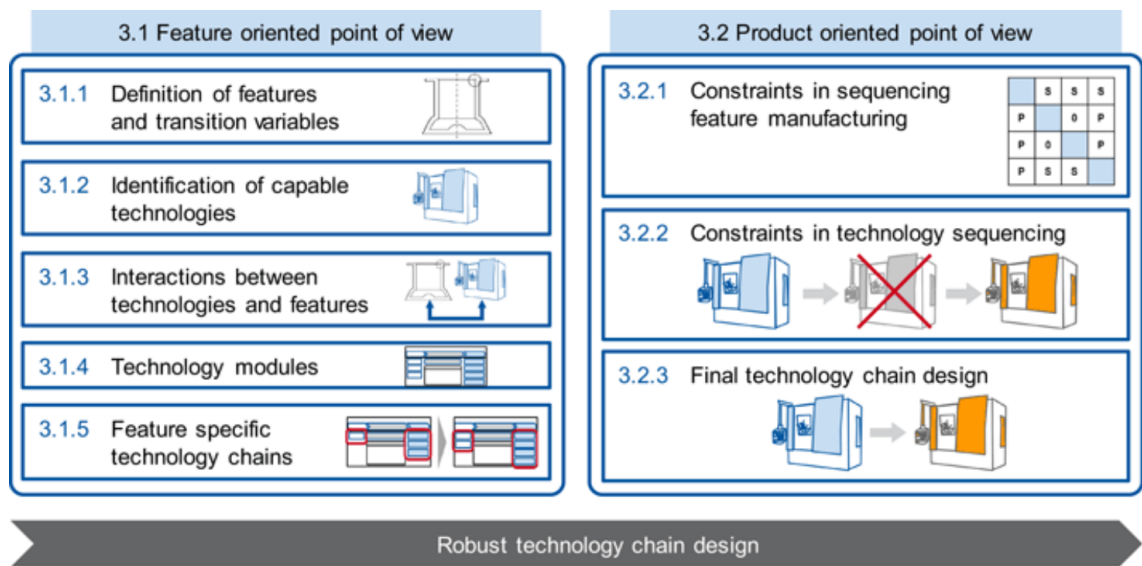 3.1 Feature oriented point of view
3.1.1 Definition of features
and transition variables
3.1.2 Identification of capable
technologies
3.1.3 Interactions between
technologies and features
3.1.4 Technology modules
3.1.5 Feature specific
technology chains
3.2 Product oriented point of view
3.2.1 Constraints in sequencing
feature manufacturing
S S S
P 0 P
P 0 P
P S S
3.2.2 Constraints in technology sequencing
3.2.3 Final technology chain design
Robust technology chain design